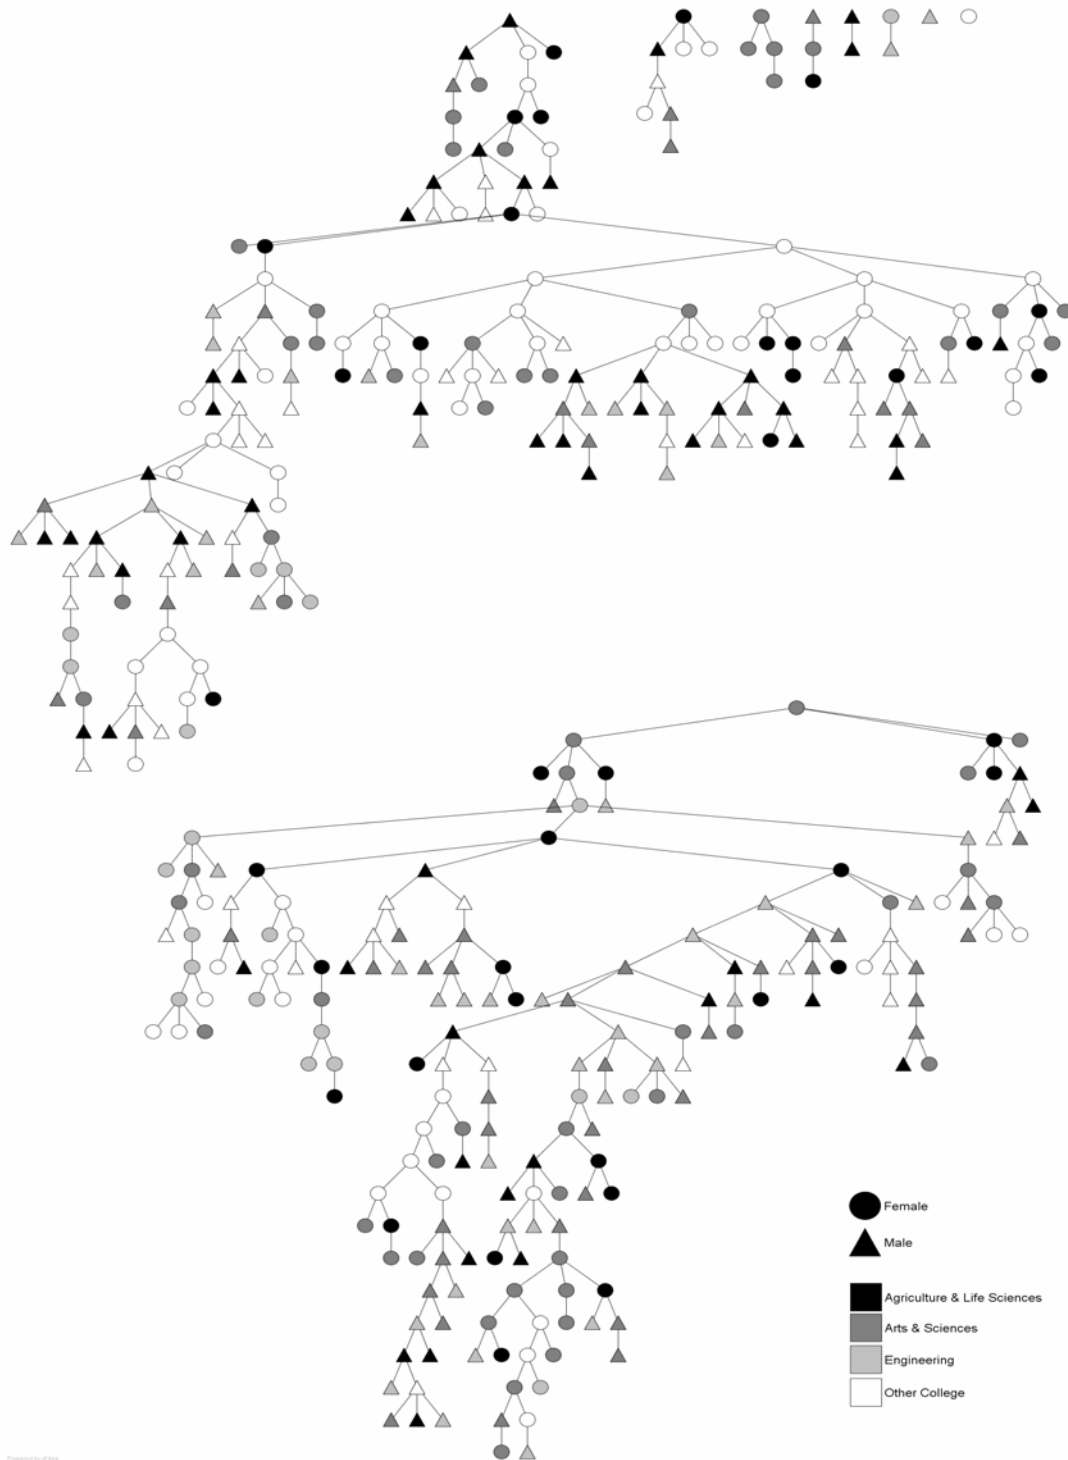 Female
Male
Agriculture & Life Sciences
Arts & Sciences
Engineering
Other College